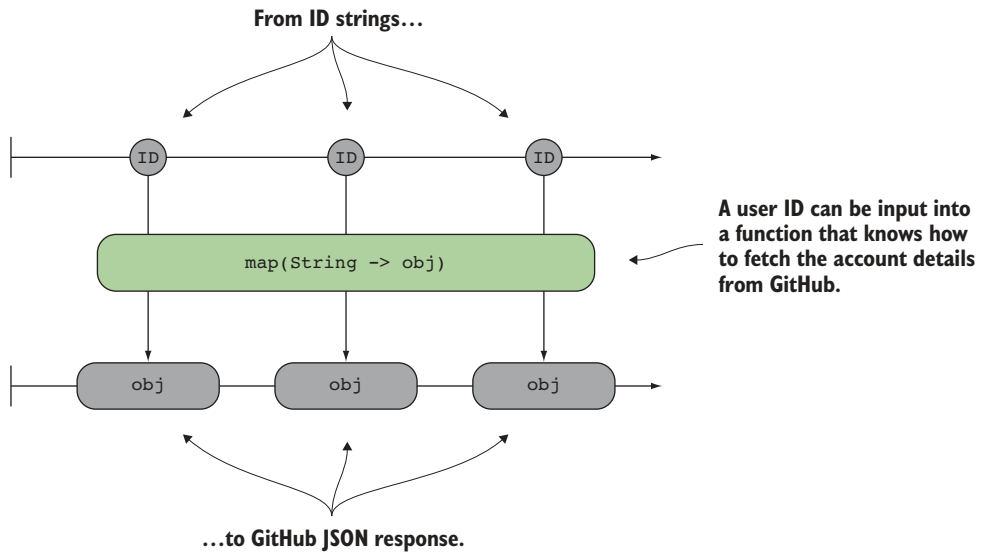 From ID strings…
ID
ID
ID
A user ID can be input into
a function that knows how
to fetch the account details
from GitHub.
map(String -> obj)
obj
obj
obj
…to GitHub JSON response.